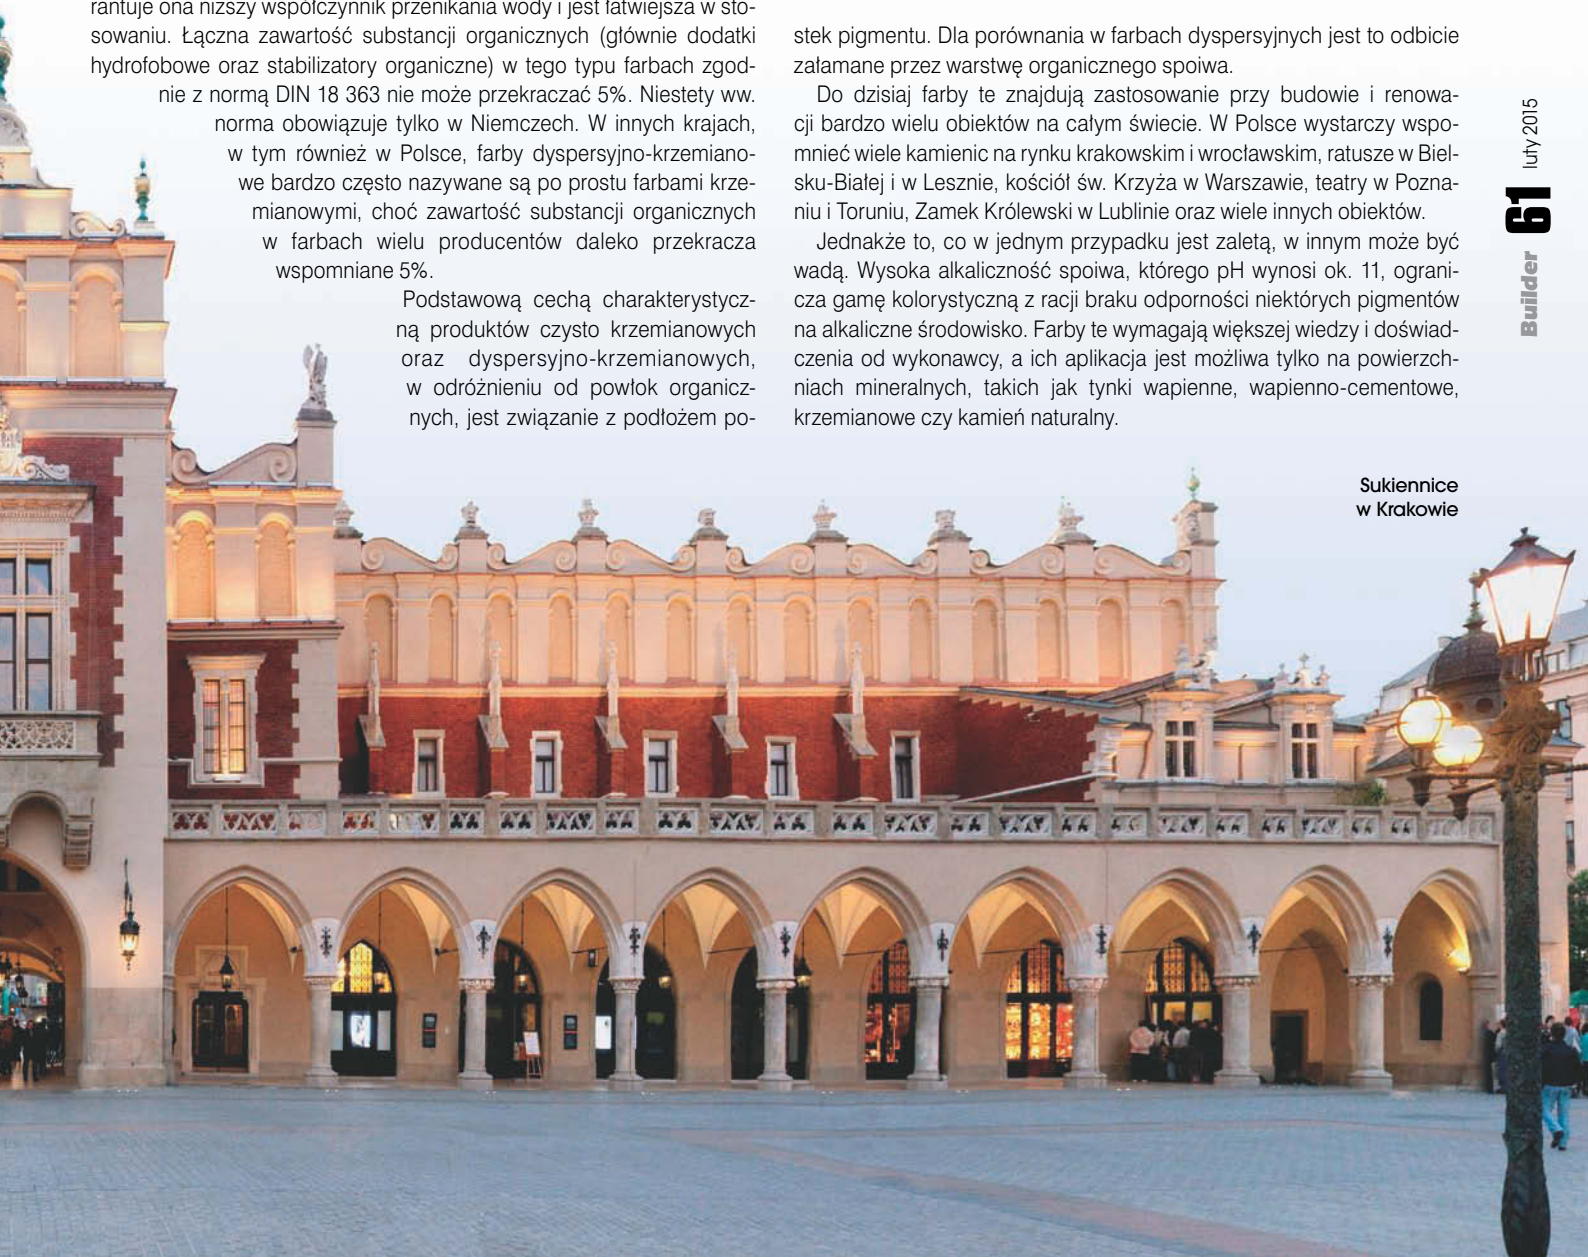 rantuje ona niższy współczynnik przenikania wody i jest łatwiejsza w sto-
sowaniu. Łączna zawartość substancji organicznych (głównie dodatki
hydrofobowe oraz stabilizatory organiczne) w tego typu farbach zgod-
nie z normą DIN 18 363 nie może przekraczać 5%. Niestety ww.
norma obowiązuje tylko w Niemczech. W innych krajach,
w tym również w Polsce, farby dyspersyjno-krzemiano-
we bardzo często nazywane są po prostu farbami krze-
mianowymi, choć zawartość substancji organicznych
w farbach wielu producentów daleko przekracza
wspomniane 5%.
Podstawową cechą charakterystycz-
ną produktów czysto krzemianowych
oraz dyspersyjno-krzemianowych,
w odróżnieniu od powłok organicz-
nych, jest związanie z podłożem po-
stek pigmentu. Dla porównania w farbach dyspersyjnych jest to odbicie
załamane przez warstwę organicznego spoiwa.
Do dzisiaj farby te znajdują zastosowanie przy budowie i renowa-
cji bardzo wielu obiektów na całym świecie. W Polsce wystarczy wspo-
mnieć wiele kamienic na rynku krakowskim i wrocławskim, ratusze w Biel-
sku-Białej i w Lesznie, kościół św. Krzyża w Warszawie, teatry w Pozna-
niu i Toruniu, Zamek Królewski w Lublinie oraz wiele innych obiektów.
Jednakże to, co w jednym przypadku jest zaletą, w innym może być
wadą. Wysoka alkaliczność spoiwa, którego pH wynosi ok. 11, ograni-
cza gamę kolorystyczną z racji braku odporności niektórych pigmentów
na alkaliczne środowisko. Farby te wymagają większej wiedzy i doświad-
czenia od wykonawcy, a ich aplikacja jest możliwa tylko na powierzch-
niach mineralnych, takich jak tynki wapienne, wapienno-cementowe,
krzemianowe czy kamień naturalny.
Sukiennice
w Krakowie
Builder 61 luty 2015